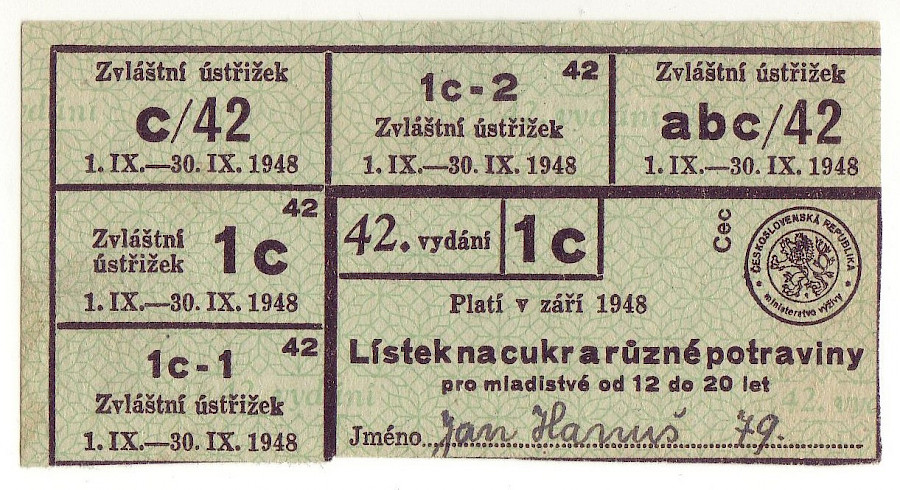 Zvláštní ústřižek
c/42
1. IX.—30. IX. 1948
1c-2 42
Zvláštní ústřižek
1. IX.—30. IX. 1948
Zvláštní ústřižek
abc/42
1. IX.—30. IX. 1948
42
Zvláštní ústřižek 1c
1. IX.—30. IX. 1948
42. vydání 1c
Cec
ČESKOSLOVENSKÁ REPUBLIKA
ministerstvo výživy
Platí v září 1948
1c-1 42
Zvláštní ústřižek
1. IX.—30. IX. 1948
Lístek na cukr a různé potraviny
pro mladistvé od 12 do 20 let
Jméno Jan Hanuš 79.